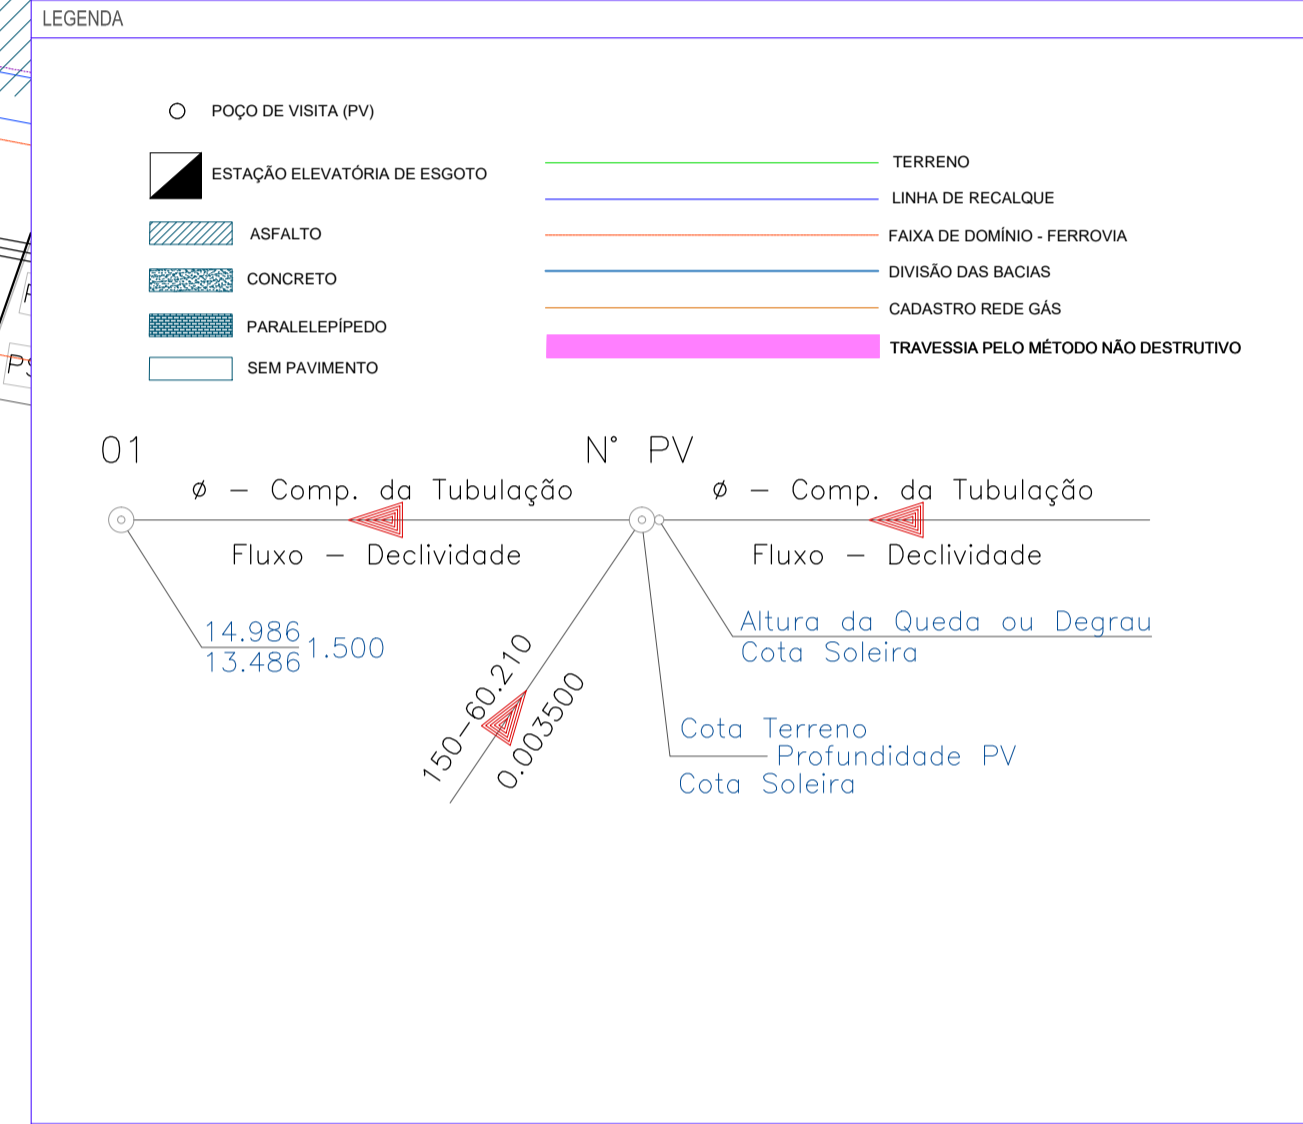 LEGENDA
POÇO DE VISITA (PV)
ESTAÇÃO ELEVATÓRIA DE ESGOTO
ASFALTO
CONCRETO
PARALELEPÍPEDO
SEM PAVIMENTO
TERRENO
LINHA DE RECALQUE
FAIXA DE DOMÍNIO - FERROVIA
DIVISÃO DAS BACIAS
CADASTRO REDE GÁS
TRAVESSIA PELO MÉTODO NÃO DESTRUTIVO
01
N° PV
ø - Comp. da Tubulação
ø - Comp. da Tubulação
Fluxo - Declividade
Fluxo - Declividade
14.986
13.486
1.500
150-60.210
0.003500
Altura da Queda ou Degrau
Cota Soleira
Cota Terreno
Profundidade PV
Cota Soleira